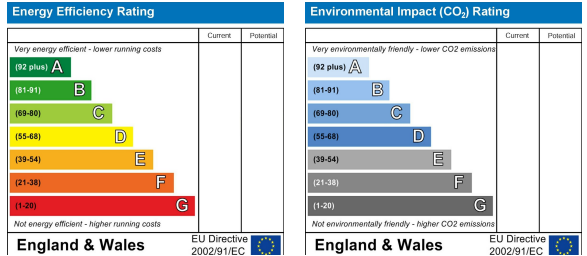 Energy Efficiency Rating
Current Potential
Very energy efficient - lower running costs
(92 plus) A
(81-91) B
(69-80) C
(55-68) D
(39-54) E
(21-38) F
(1-20) G
Not energy efficient - higher running costs
England & Wales
EU Directive
2002/91/EC
Environmental Impact (CO₂) Rating
Current Potential
Very environmentally friendly - lower CO2 emissions
(92 plus) A
(81-91) B
(69-80) C
(55-68) D
(39-54) E
(21-38) F
(1-20) G
Not environmentally friendly - higher CO2 emissions
England & Wales
EU Directive
2002/91/EC